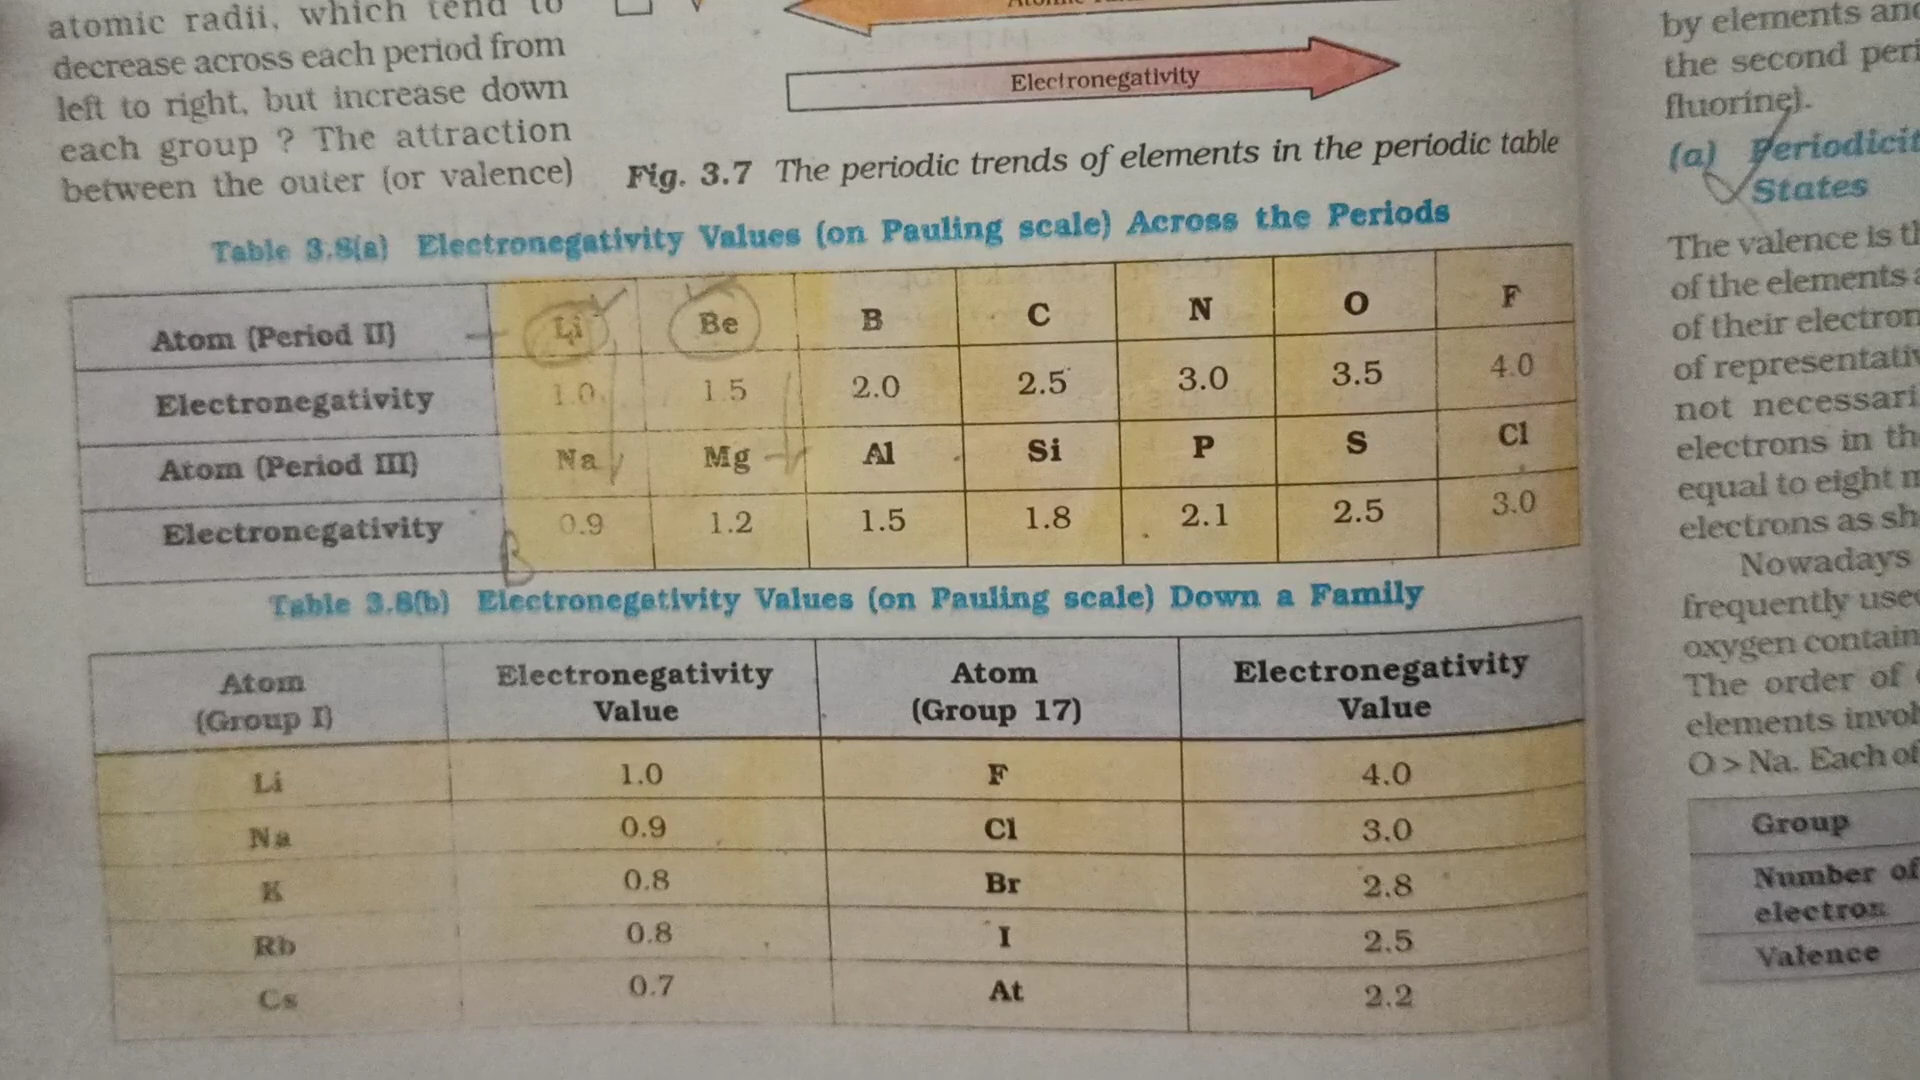 atomic radii, which tend to
decrease across each period from
left to right, but increase down
each group ? The attraction
between the outer (or valence)
Electronegativity
Fig. 3.7 The periodic trends of elements in the periodic table
Table 3.8(a) Electronegativity Values (on Pauling scale) Across the Periods
Atom (Period II) Li Be B C N O F
Electronegativity 1.0 1.5 2.0 2.5 3.0 3.5 4.0
Atom (Period III) Na Mg Al Si P S Cl
Electronegativity 0.9 1.2 1.5 1.8 2.1 2.5 3.0
Table 3.8(b) Electronegativity Values (on Pauling scale) Down a Family
Atom (Group I) Electronegativity Value Atom (Group 17) Electronegativity Value
Li 1.0 F 4.0
Na 0.9 Cl 3.0
K 0.8 Br 2.8
Rb 0.8 I 2.5
Cs 0.7 At 2.2
by elements and
the second peri
fluorine).
(a) Periodicit
States
The valence is th
of the elements a
of their electron
of representativ
not necessari
electrons in th
equal to eight m
electrons as sh
Nowadays
frequently used
oxygen contain
The order of
elements invol
O > Na. Each of
Group
Number of
electron
Valence